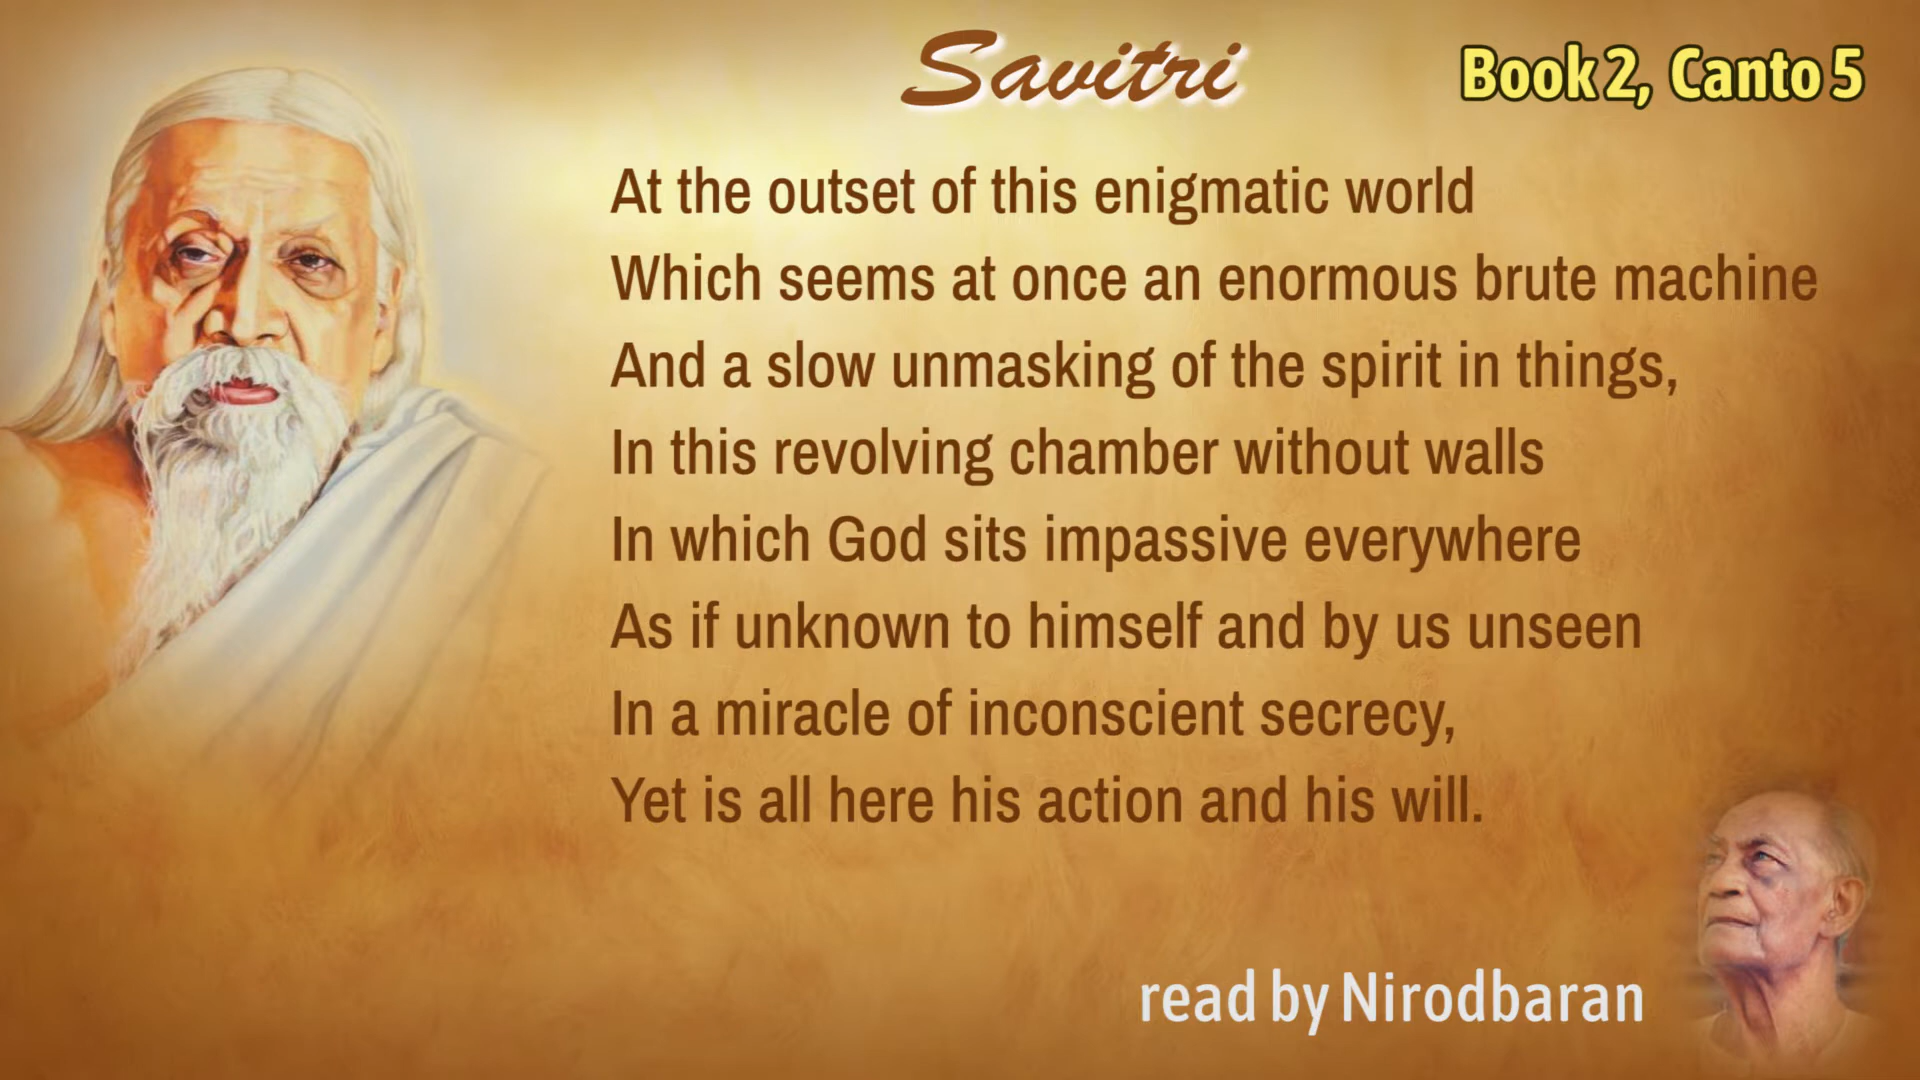 Savitri
Book 2, Canto 5
At the outset of this enigmatic world
Which seems at once an enormous brute machine
And a slow unmasking of the spirit in things,
In this revolving chamber without walls
In which God sits impassive everywhere
As if unknown to himself and by us unseen
In a miracle of inconscient secrecy,
Yet is all here his action and his will.
read by Nirodbaran